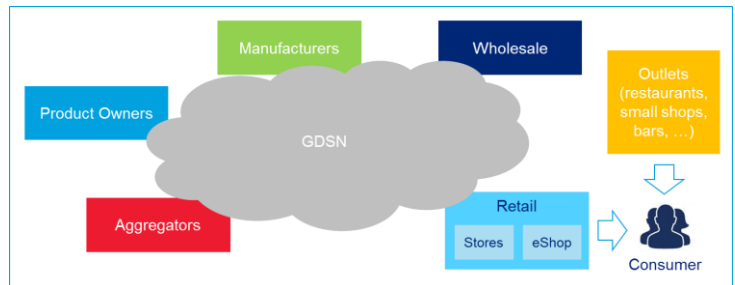 Manufacturers
Wholesale
Outlets
(restaurants,
small shops,
bars, …)
Product Owners
GDSN
Aggregators
Retail
Stores
eShop
Consumer